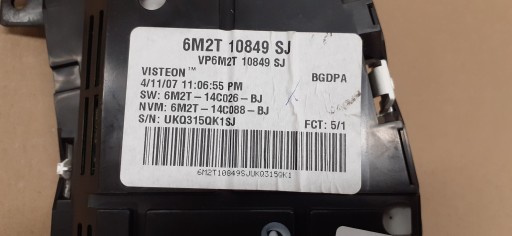 6M2T 10849 SJ
VP6M2T 10849 SJ
VISTEON™
BGDPA
4/11/07 11:06:55 PM
SW: 6M2T-14C026-BJ
NVM: 6M2T-14C088-BJ
S/N: UKQ315QK1SJ
FCT: 5/1
6M2T10849SJUKQ315QK1